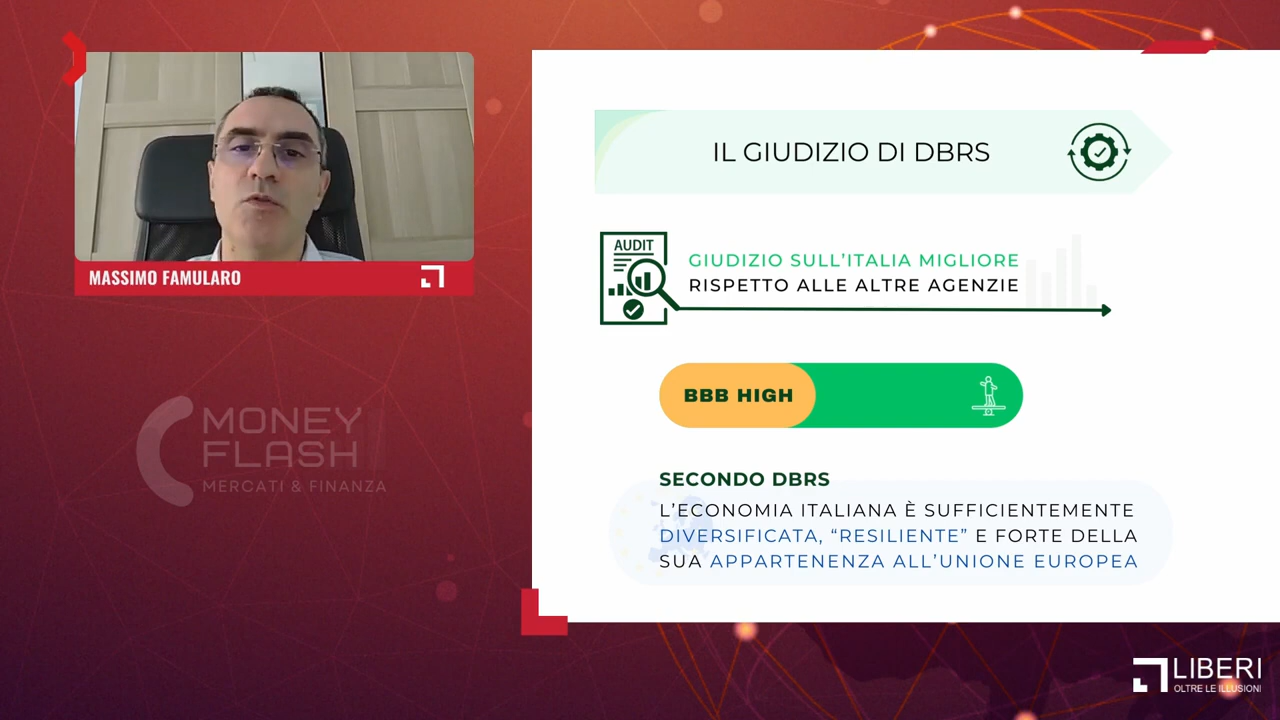 MASSIMO FAMULARO
MONEY
FLASH
MERCATI & FINANZA
IL GIUDIZIO DI DBRS
AUDIT
GIUDIZIO SULL'ITALIA MIGLIORE
RISPETTO ALLE ALTRE AGENZIE
BBB HIGH
SECONDO DBRS
L'ECONOMIA ITALIANA È SUFFICIENTEMENTE
DIVERSIFICATA, “RESILIENTE” E FORTE DELLA
SUA APPARTENENZA ALL'UNIONE EUROPEA
LIBERI
OLTRE LE ILLUSIONI